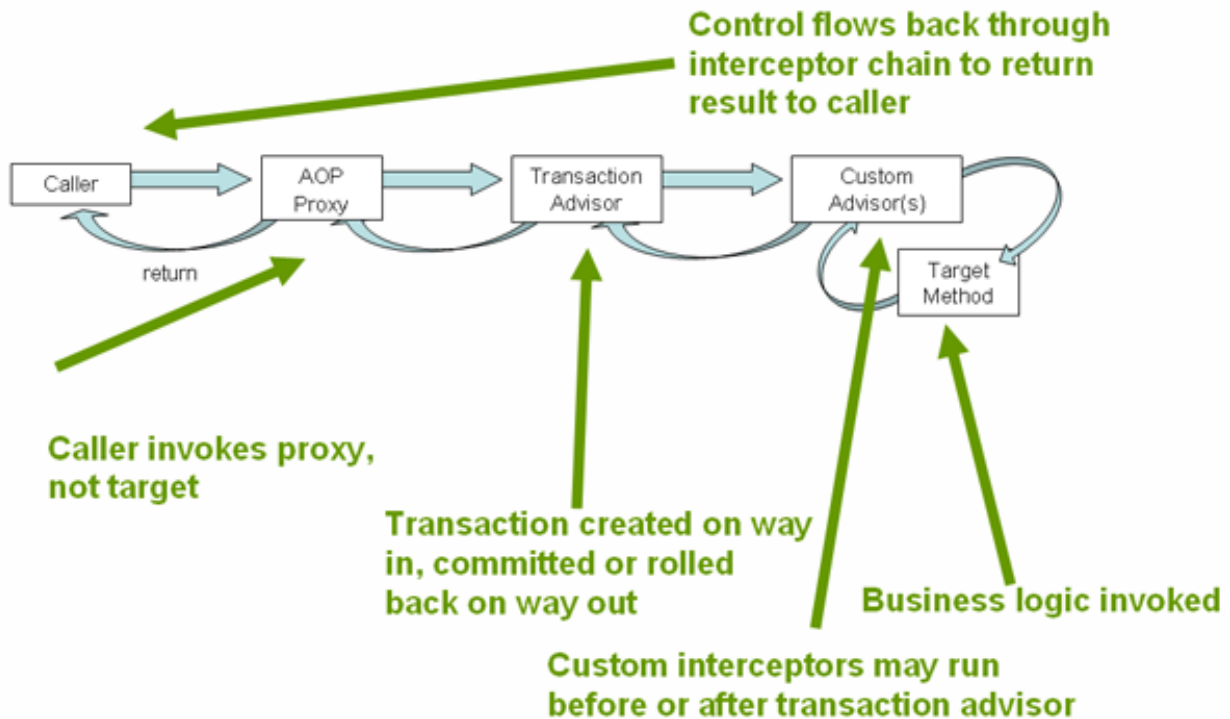 Control flows back through
interceptor chain to return
result to caller
Caller
AOP
Proxy
Transaction
Advisor
Custom
Advisor(s)
return
Target
Method
Caller invokes proxy,
not target
Transaction created on way
in, committed or rolled
back on way out
Business logic invoked
Custom interceptors may run
before or after transaction advisor